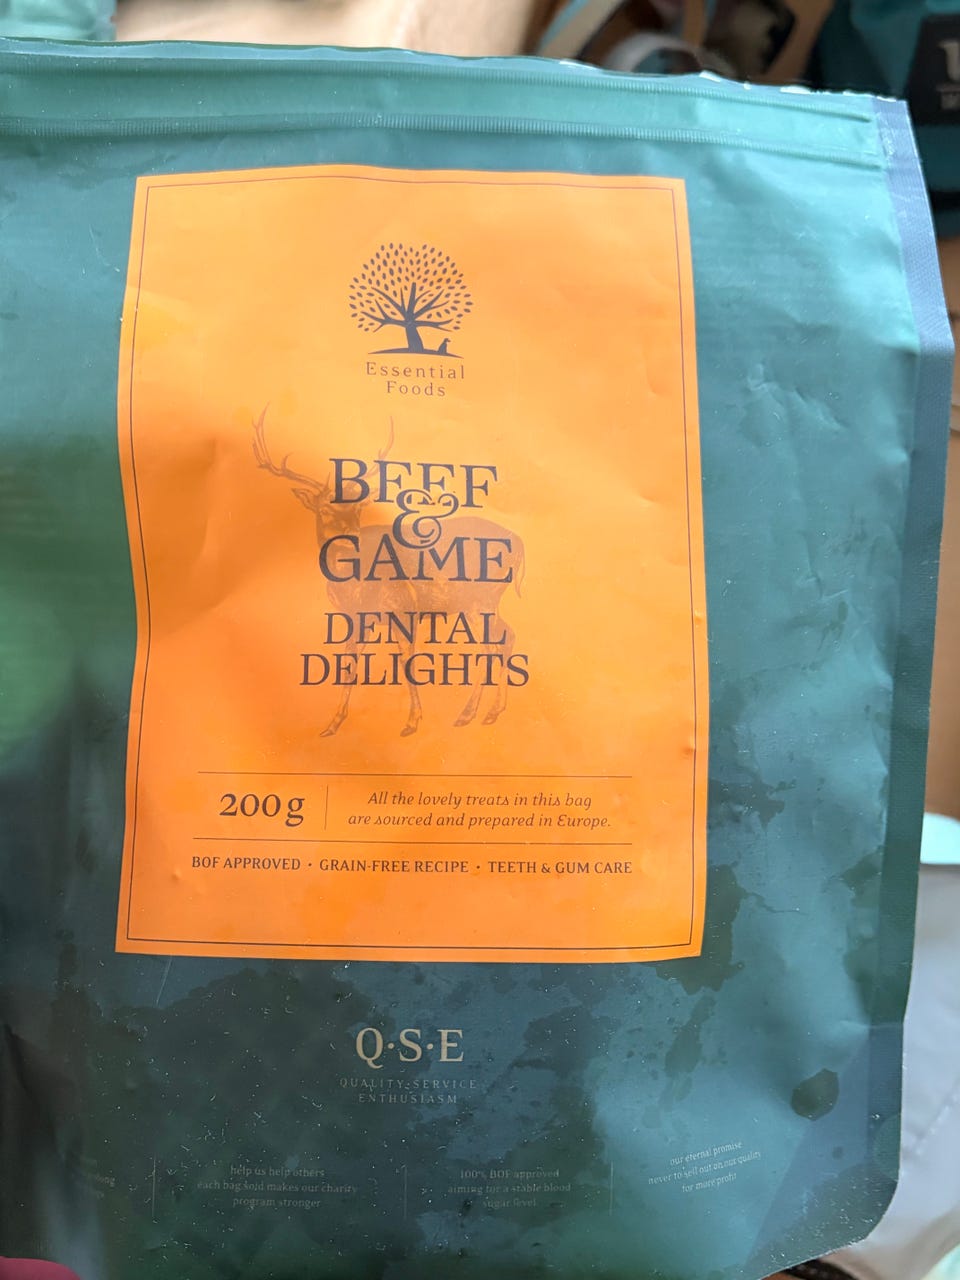 Essential
Foods
BEEF
&
GAME
DENTAL
DELIGHTS
200 g
All the lovely treats in this bag
are sourced and prepared in Europe.
BOF APPROVED · GRAIN-FREE RECIPE · TEETH & GUM CARE
Q·S·E
QUALITY·SERVICE
ENTHUSIASM
help us help others
each bag sold makes our charity
program stronger
100% BOF approved
aiming for a stable blood
sugar level
our eternal promise
never to sell out on our quality
for more profit